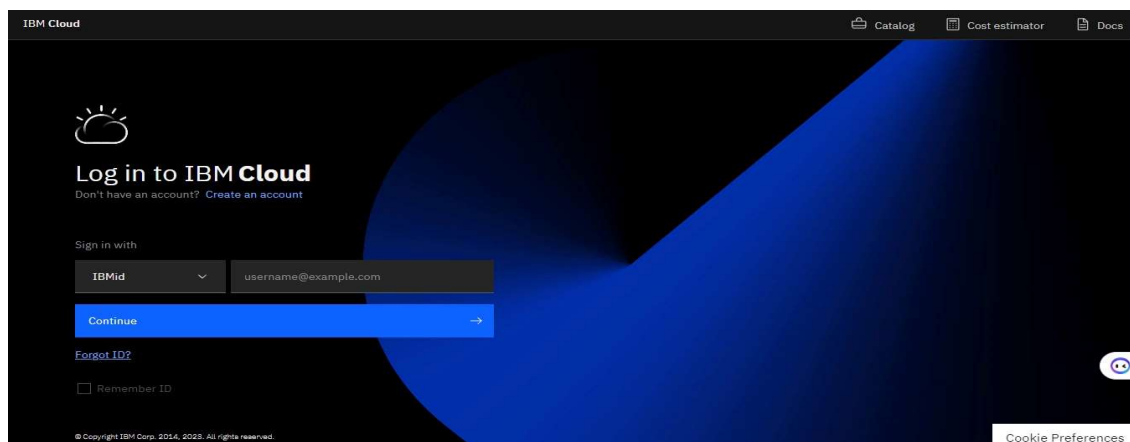 IBM Cloud
Catalog
Cost estimator
Docs
Log in to IBM Cloud
Don't have an account? Create an account
Sign in with
IBMid
username@example.com
Continue
Forgot ID?
Remember ID
© Copyright IBM Corp. 2014, 2023. All rights reserved.
Cookie Preferences